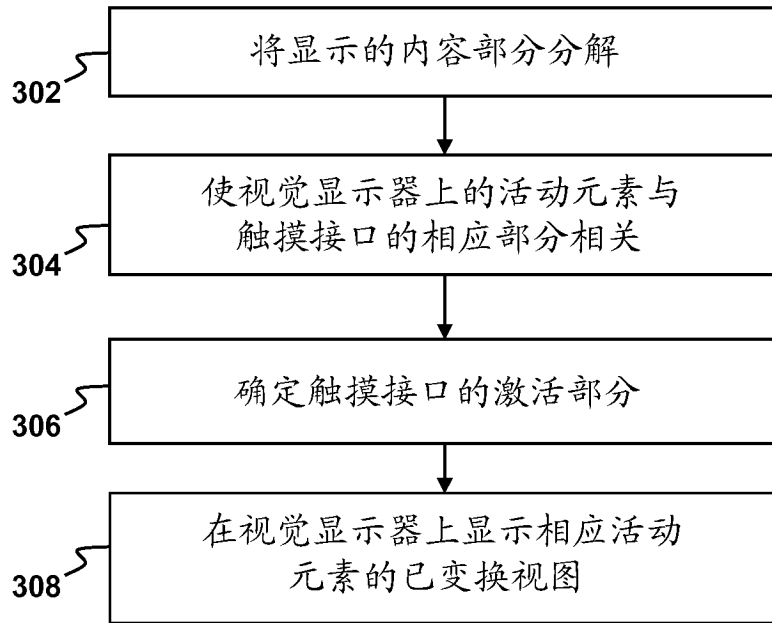 将显示的内容部分分解
302
使视觉显示器上的活动元素与
触摸接口的相应部分相关
304
确定触摸接口的激活部分
306
在视觉显示器上显示相应活动
元素的已变换视图
308